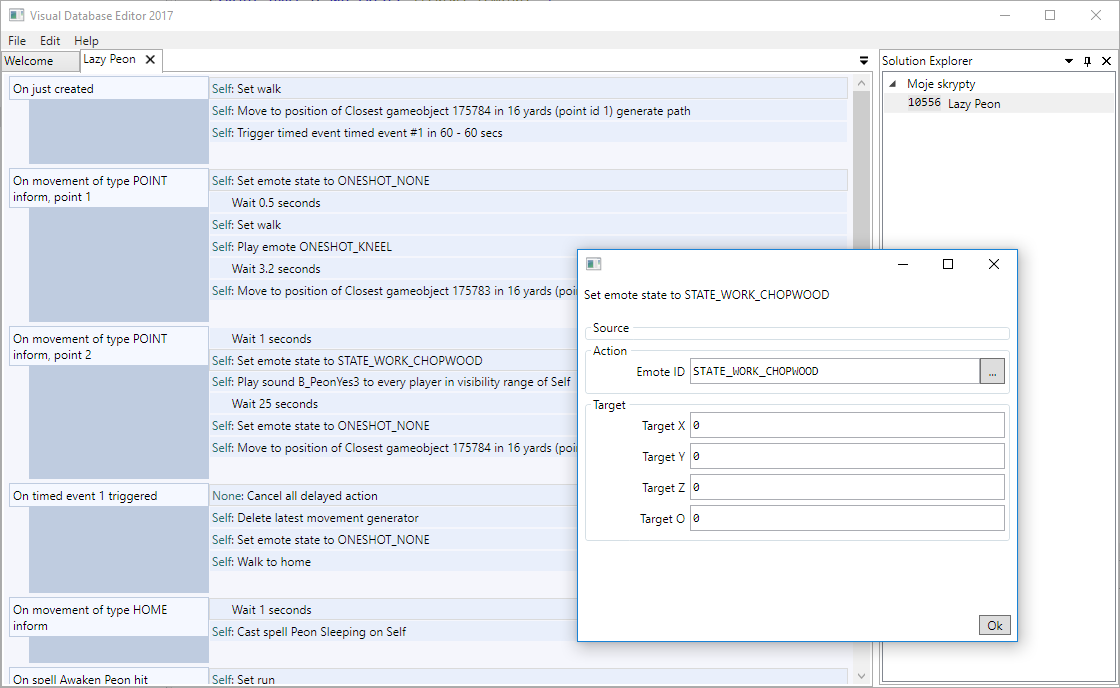 Visual Database Editor 2017
File Edit Help
Welcome
Lazy Peon
Solution Explorer
Moje skrypty
10556 Lazy Peon
On just created
Self: Set walk
Self: Move to position of Closest gameobject 175784 in 16 yards (point id 1) generate path
Self: Trigger timed event timed event #1 in 60 - 60 secs
On movement of type POINT
inform, point 1
Self: Set emote state to ONESHOT_NONE
Wait 0.5 seconds
Self: Set walk
Self: Play emote ONESHOT_KNEEL
Wait 3.2 seconds
Self: Move to position of Closest gameobject 175783 in 16 yards (poi
On movement of type POINT
inform, point 2
Wait 1 seconds
Self: Set emote state to STATE_WORK_CHOPWOOD
Self: Play sound B_PeonYes3 to every player in visibility range of Self
Wait 25 seconds
Self: Set emote state to ONESHOT_NONE
Self: Move to position of Closest gameobject 175784 in 16 yards (poi
On timed event 1 triggered
None: Cancel all delayed action
Self: Delete latest movement generator
Self: Set emote state to ONESHOT_NONE
Self: Walk to home
On movement of type HOME
inform
Wait 1 seconds
Self: Cast spell Peon Sleeping on Self
On spell Awaken Peon hit
Self: Set run
Set emote state to STATE_WORK_CHOPWOOD
Source
Action
Emote ID STATE_WORK_CHOPWOOD ...
Target
Target X 0
Target Y 0
Target Z 0
Target O 0
Ok